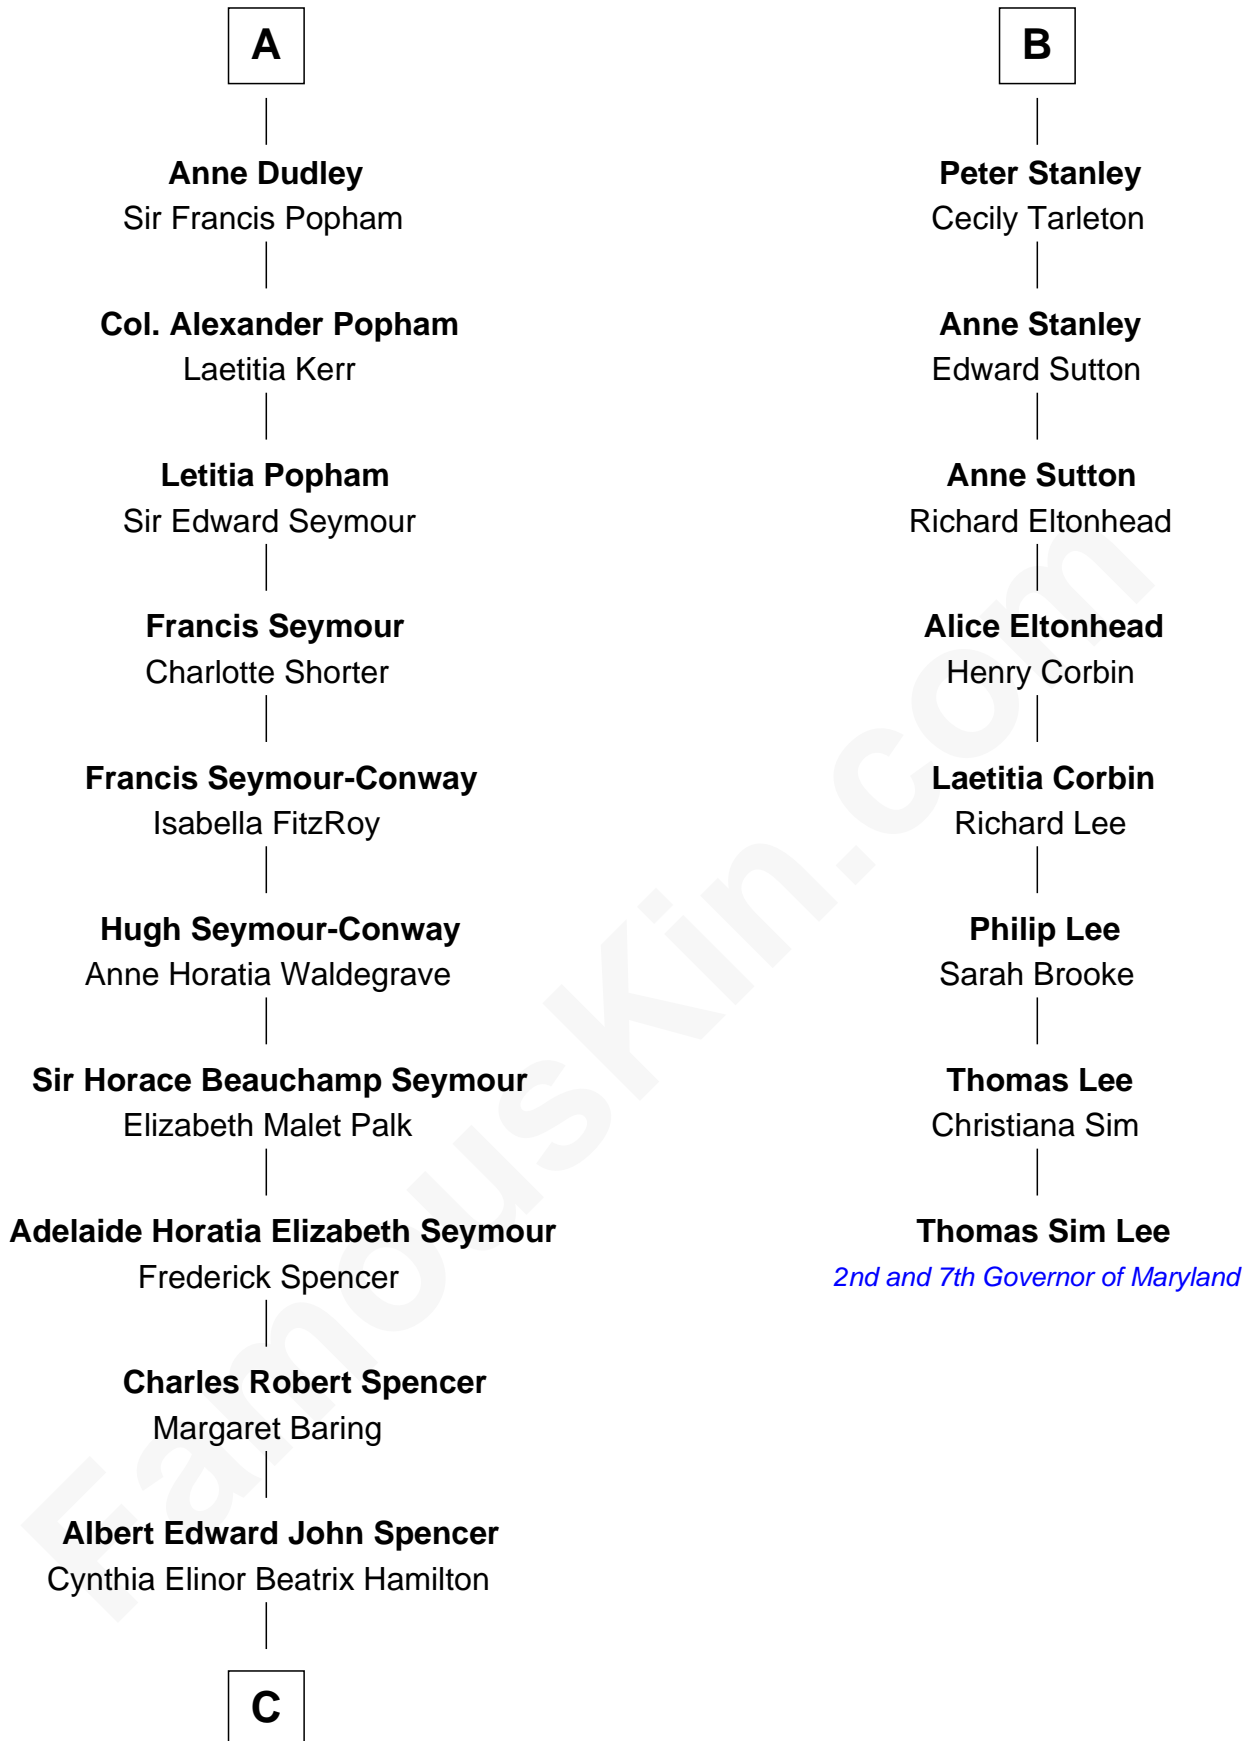 A
Anne Dudley
Sir Francis Popham
Col. Alexander Popham
Laetitia Kerr
Letitia Popham
Sir Edward Seymour
Francis Seymour
Charlotte Shorter
Francis Seymour-Conway
Isabella FitzRoy
Hugh Seymour-Conway
Anne Horatia Waldegrave
Sir Horace Beauchamp Seymour
Elizabeth Malet Palk
Adelaide Horatia Elizabeth Seymour
Frederick Spencer
Charles Robert Spencer
Margaret Baring
Albert Edward John Spencer
Cynthia Elinor Beatrix Hamilton
C
B
Peter Stanley
Cecily Tarleton
Anne Stanley
Edward Sutton
Anne Sutton
Richard Eltonhead
Alice Eltonhead
Henry Corbin
Laetitia Corbin
Richard Lee
Philip Lee
Sarah Brooke
Thomas Lee
Christiana Sim
Thomas Sim Lee
2nd and 7th Governor of Maryland
FamousKin.com